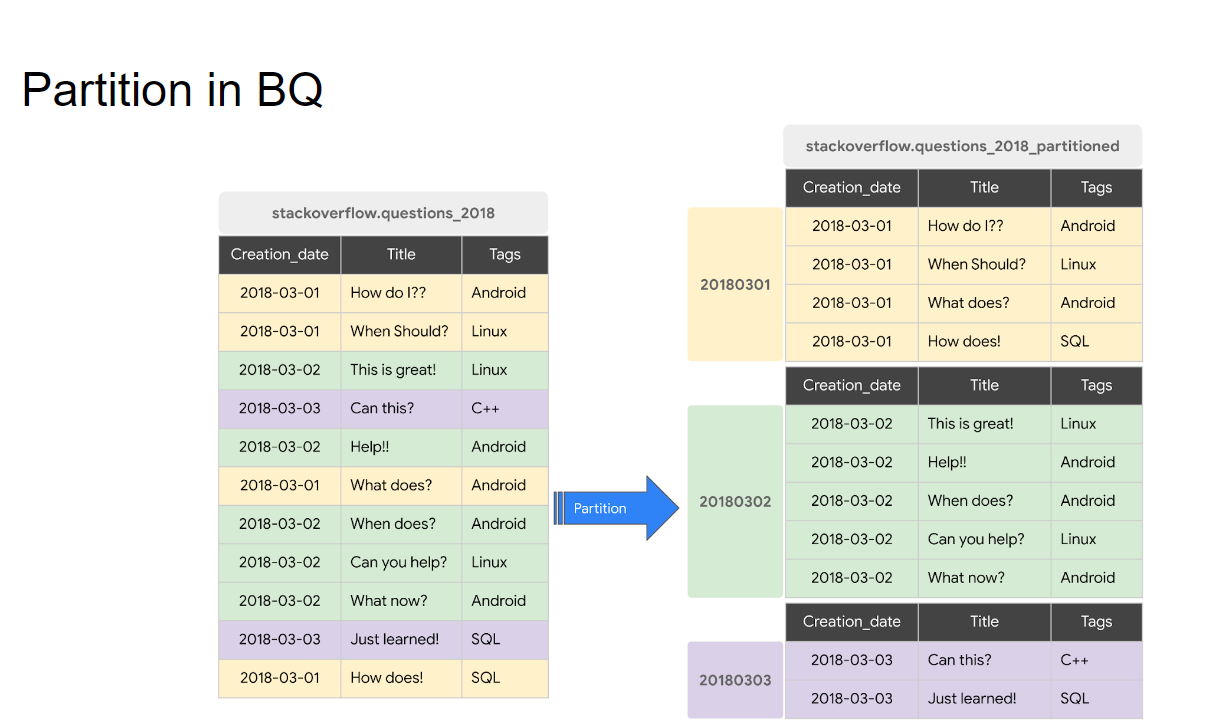 Partition in BQ
stackoverflow.questions_2018
Creation_date Title Tags
2018-03-01 How do I?? Android
2018-03-01 When Should? Linux
2018-03-02 This is great! Linux
2018-03-03 Can this? C++
2018-03-02 Help!! Android
2018-03-01 What does? Android
2018-03-02 When does? Android
2018-03-02 Can you help? Linux
2018-03-02 What now? Android
2018-03-03 Just learned! SQL
2018-03-01 How does! SQL
Partition
stackoverflow.questions_2018_partitioned
Creation_date Title Tags
20180301
2018-03-01 How do I?? Android
2018-03-01 When Should? Linux
2018-03-01 What does? Android
2018-03-01 How does! SQL
Creation_date Title Tags
20180302
2018-03-02 This is great! Linux
2018-03-02 Help!! Android
2018-03-02 When does? Android
2018-03-02 Can you help? Linux
2018-03-02 What now? Android
Creation_date Title Tags
20180303
2018-03-03 Can this? C++
2018-03-03 Just learned! SQL